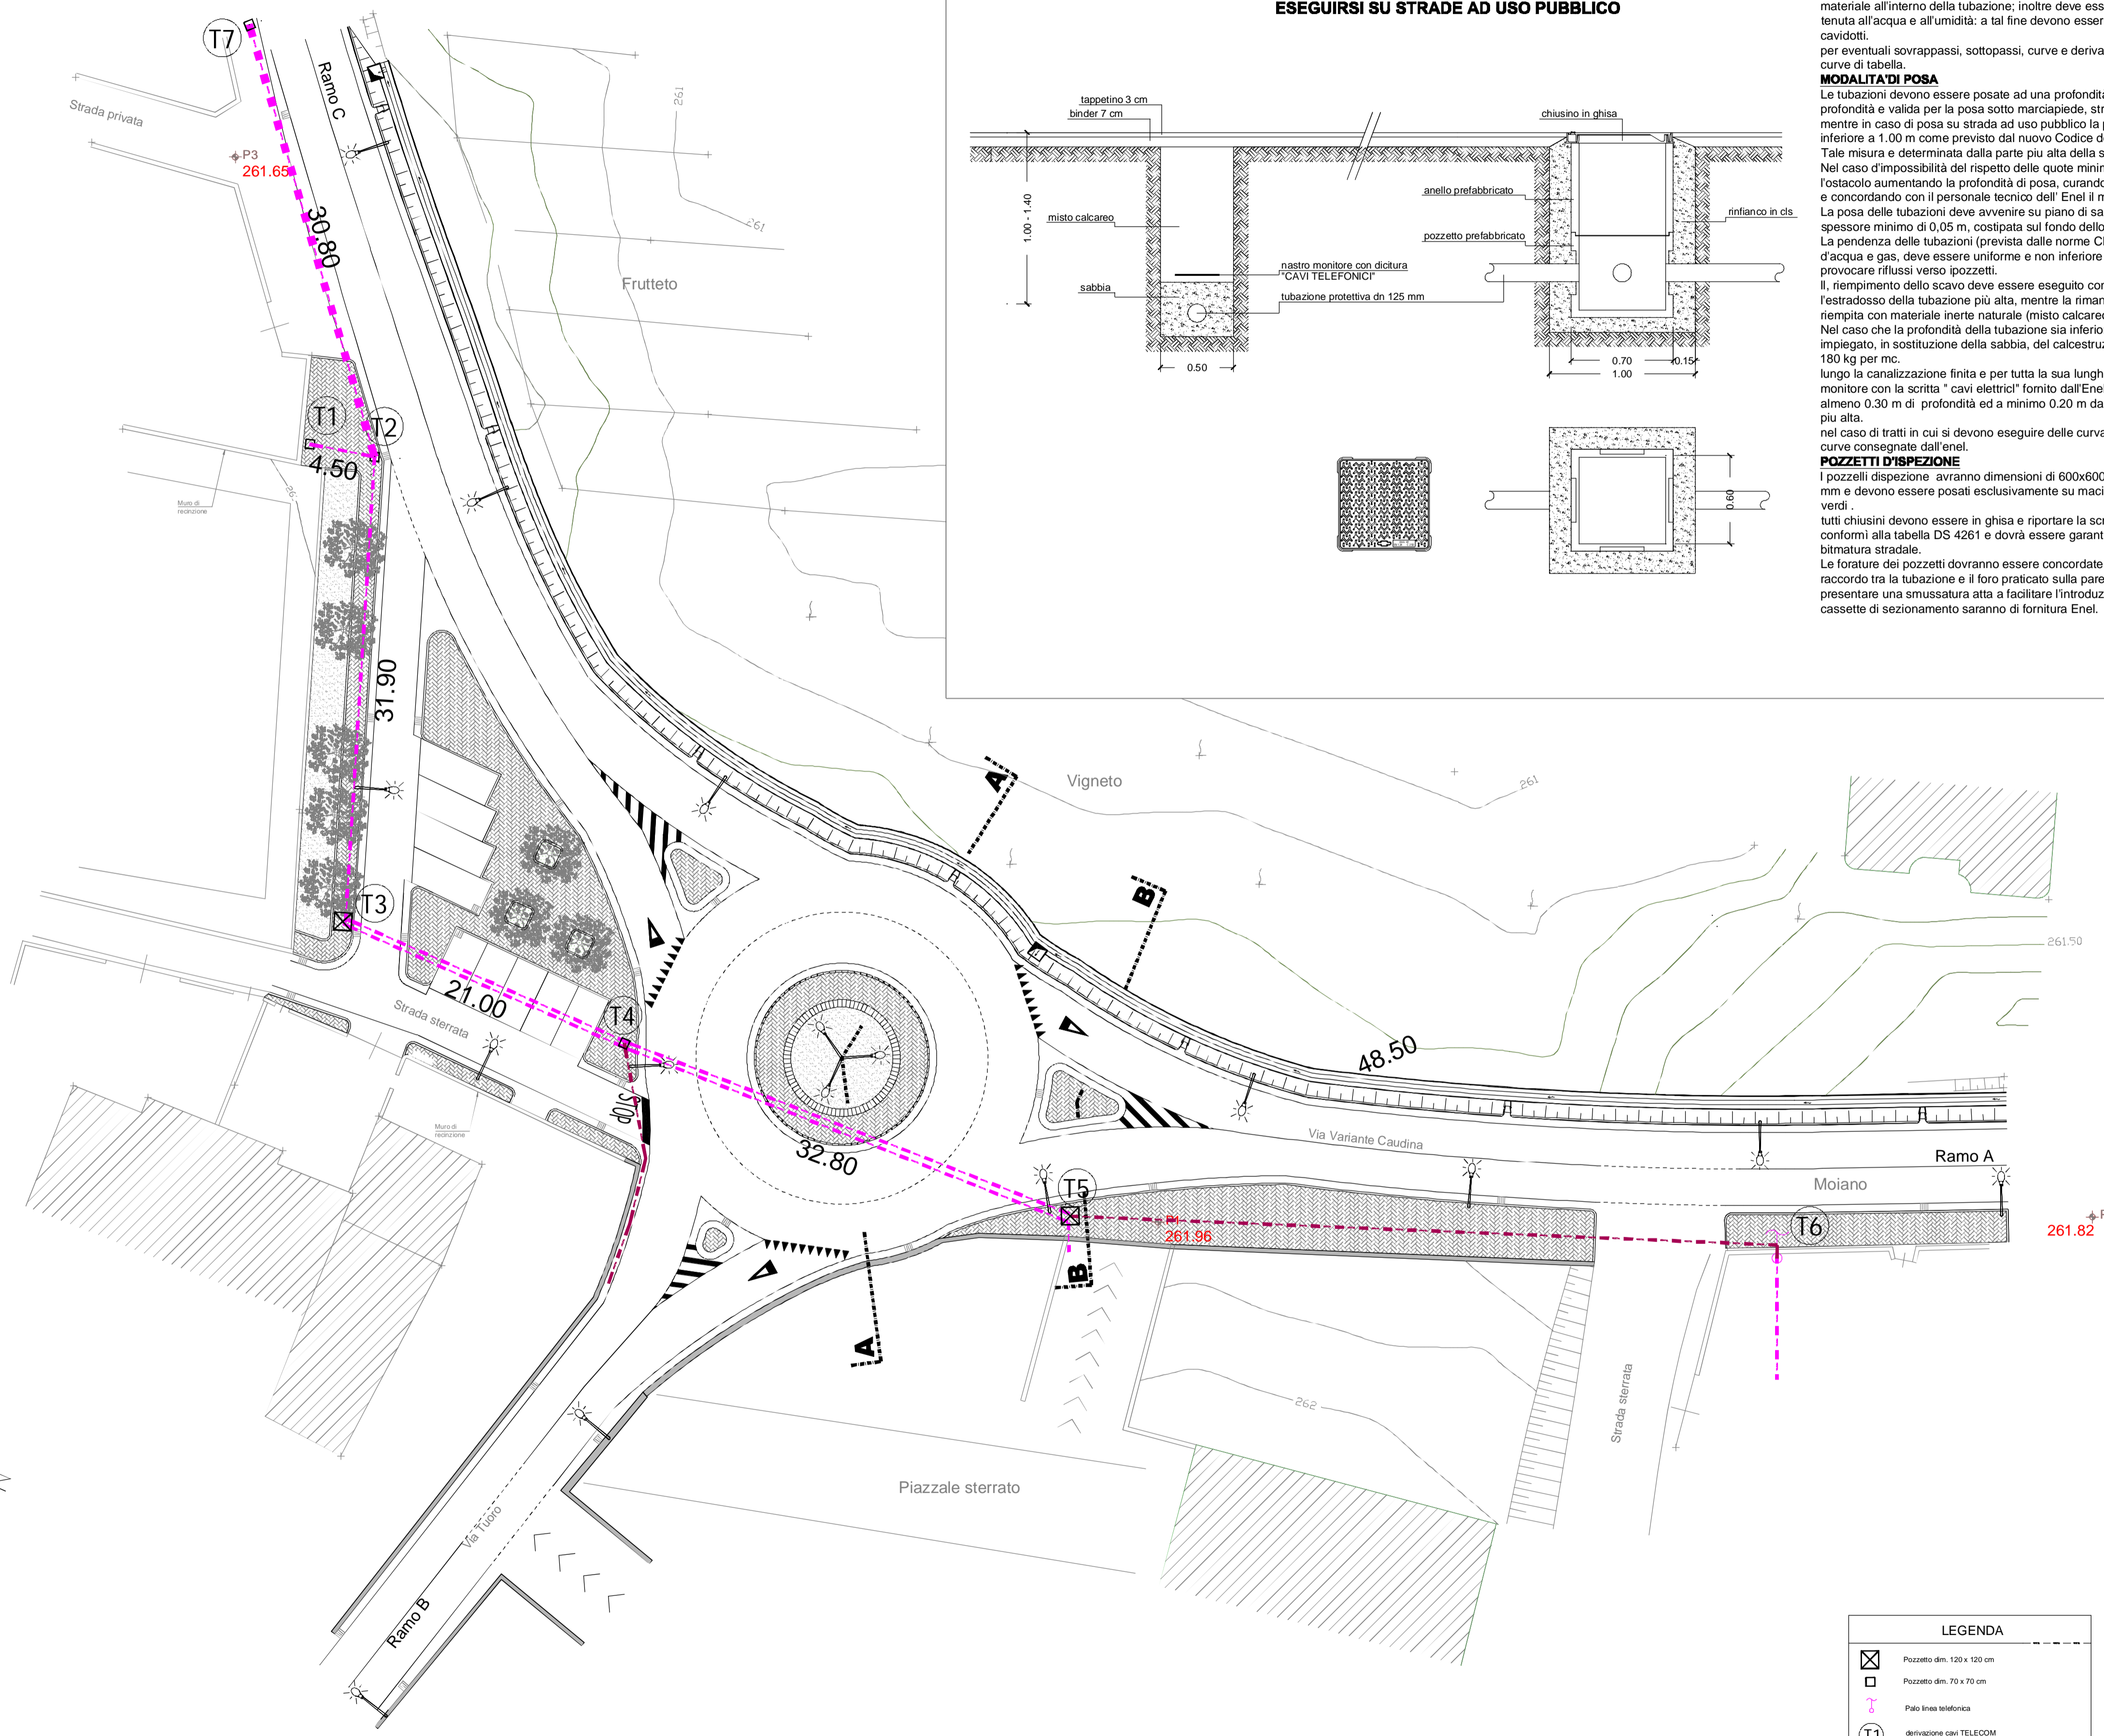 ESEGUIRSI SU STRADE AD USO PUBBLICO
tappetino 3 cm
binder 7 cm
chiusino in ghisa
1.00 - 1.40
misto calcareo
anello prefabbricato
rinfianco in cls
pozzetto prefabbricato
nastro monitore con dicitura
"CAVI TELEFONICI"
sabbia
tubazione protettiva dn 125 mm
0.50
0.70
0.15
1.00
0.60
materiale all'interno della tubazione; inoltre deve ess
tenuta all'acqua e all'umidità: a tal fine devono esser
cavidotti.
per eventuali sovrappassi, sottopassi, curve e deriva
curve di tabella.
MODALITA'DI POSA
Le tubazioni devono essere posate ad una profondita
profondità e valida per la posa sotto marciapiede, str
mentre in caso di posa su strada ad uso pubblico la p
inferiore a 1.00 m come previsto dal nuovo Codice d
Tale misura e determinata dalla parte piu alta della s
Nel caso d'impossibilità del rispetto delle quote minin
l'ostacolo aumentando la profondità di posa, curando
e concordando con il personale tecnico dell' Enel il m
La posa delle tubazioni deve avvenire su piano di sa
spessore minimo di 0,05 m, costipata sul fondo dello
La pendenza delle tubazioni (prevista dalle norme CE
d'acqua e gas, deve essere uniforme e non inferiore
provocare riflussi verso ipozzetti.
Il, riempimento dello scavo deve essere eseguito con
l'estradosso della tubazione più alta, mentre la riman
riempita con materiale inerte naturale (misto calcareo
Nel caso che la profondità della tubazione sia inferio
impiegato, in sostituzione della sabbia, del calcestruz
180 kg per mc.
lungo la canalizzazione finita e per tutta la sua lungh
monitore con la scritta " cavi elettricl" fornito dall'Enel
almeno 0.30 m di profondità ed a minimo 0.20 m da
piu alta.
nel caso di tratti in cui si devono eseguire delle curva
curve consegnate dall'enel.
POZZETTI D'ISPEZIONE
I pozzelli dispezione avranno dimensioni di 600x600
mm e devono essere posati esclusivamente su maci
verdi .
tutti chiusini devono essere in ghisa e riportare la scr
conformì alla tabella DS 4261 e dovrà essere garant
bitmatura stradale.
Le forature dei pozzetti dovranno essere concordate
raccordo tra la tubazione e il foro praticato sulla pare
presentare una smussatura atta a facilitare l'introduz
cassette di sezionamento saranno di fornitura Enel.
T7
Ramo C
Strada privata
P3
261.65
30.80
261
261
Frutteto
T1
T2
4.50
Muro di
recinzione
31.90
A
Vigneto
261
B
T3
21.00
T4
Strada sterrata
261.50
STOP
48.50
Muro di
recinzione
32.80
Via Variante Caudina
Ramo A
Moiano
T5
P1
261.96
T6
261.82
B
A
262
Strada sterrata
Piazzale sterrato
Via Tuoro
Ramo B
LEGENDA
Pozzetto dim. 120 x 120 cm
Pozzetto dim. 70 x 70 cm
Palo linea telefonica
T1
derivazione cavi TELECOM